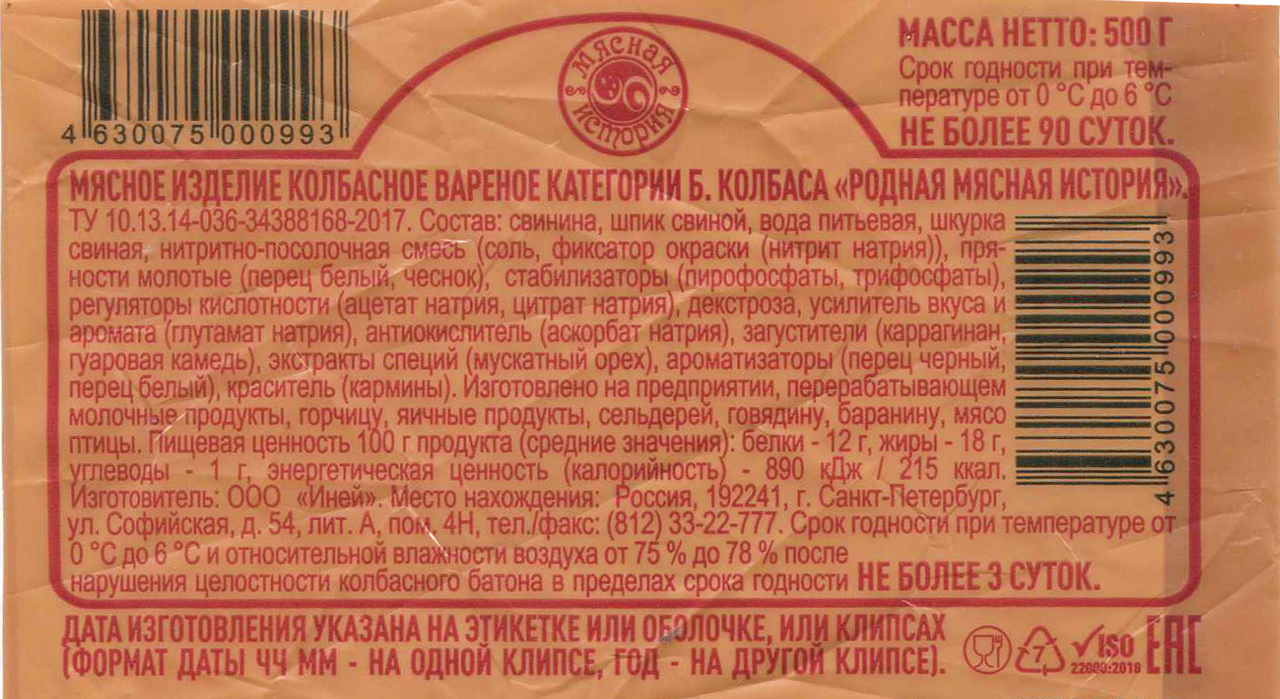 4 630075 000993
МЯСНАЯ
ИСТОРИЯ
МАССА НЕТТО: 500 Г
Срок годности при тем-
пературе от 0 °C до 6 °C
НЕ БОЛЕЕ 90 СУТОК.
МЯСНОЕ ИЗДЕЛИЕ КОЛБАСНОЕ ВАРЕНОЕ КАТЕГОРИИ Б. КОЛБАСА «РОДНАЯ МЯСНАЯ ИСТОРИЯ».
ТУ 10.13.14-036-34388168-2017. Состав: свинина, шпик свиной, вода питьевая, шкурка
свиная, нитритно-посолочная смесь (соль, фиксатор окраски (нитрит натрия)), пря-
ности молотые (перец белый, чеснок), стабилизаторы (пирофосфаты, трифосфаты),
регуляторы кислотности (ацетат натрия, цитрат натрия), декстроза, усилитель вкуса и
аромата (глутамат натрия), антиокислитель (аскорбат натрия), загустители (каррагинан,
гуаровая камедь), экстракты специй (мускатный орех), ароматизаторы (перец черный,
перец белый), краситель (кармины). Изготовлено на предприятии, перерабатывающем
молочные продукты, горчицу, яичные продукты, сельдерей, говядину, баранину, мясо
птицы. Пищевая ценность 100 г продукта (средние значения): белки - 12 г, жиры - 18 г,
углеводы - 1 г, энергетическая ценность (калорийность) - 890 кДж / 215 ккал.
Изготовитель: ООО «Иней». Место нахождения: Россия, 192241, г. Санкт-Петербург,
ул. Софийская, д. 54, лит. А, пом. 4Н, тел./факс: (812) 33-22-777. Срок годности при температуре от
0 °C до 6 °C и относительной влажности воздуха от 75 % до 78 % после
нарушения целостности колбасного батона в пределах срока годности НЕ БОЛЕЕ 3 СУТОК.
4 630075 000993
ДАТА ИЗГОТОВЛЕНИЯ УКАЗАНА НА ЭТИКЕТКЕ ИЛИ ОБОЛОЧКЕ, ИЛИ КЛИПСАХ
(ФОРМАТ ДАТЫ ЧЧ ММ - НА ОДНОЙ КЛИПСЕ, ГОД - НА ДРУГОЙ КЛИПСЕ).
7
ISO
22000:2018
EAC